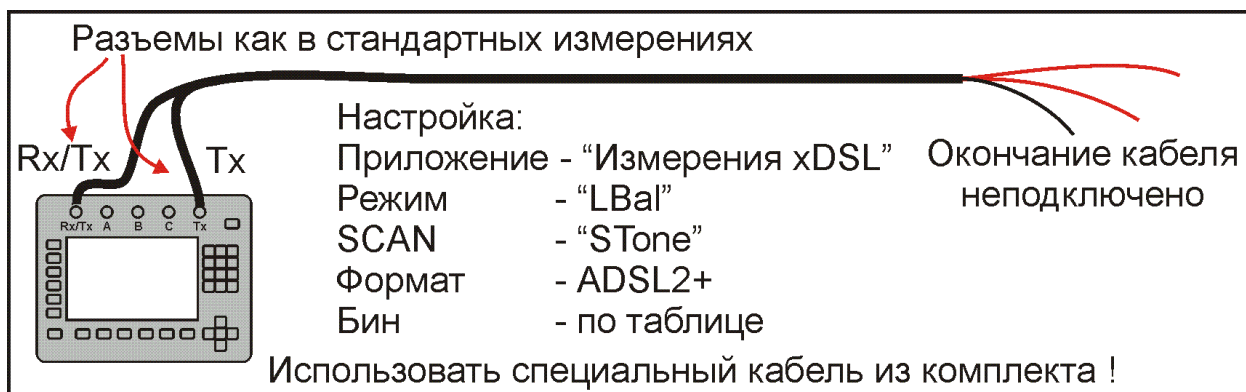 Разъемы как в стандартных измерениях
Rx/Tx
Tx
Rx/Tx A B C Tx
Настройка:
Приложение - “Измерения xDSL”
Режим - “LBal”
SCAN - “STone”
Формат - ADSL2+
Бин - по таблице
Окончание кабеля
неподключено
Использовать специальный кабель из комплекта !